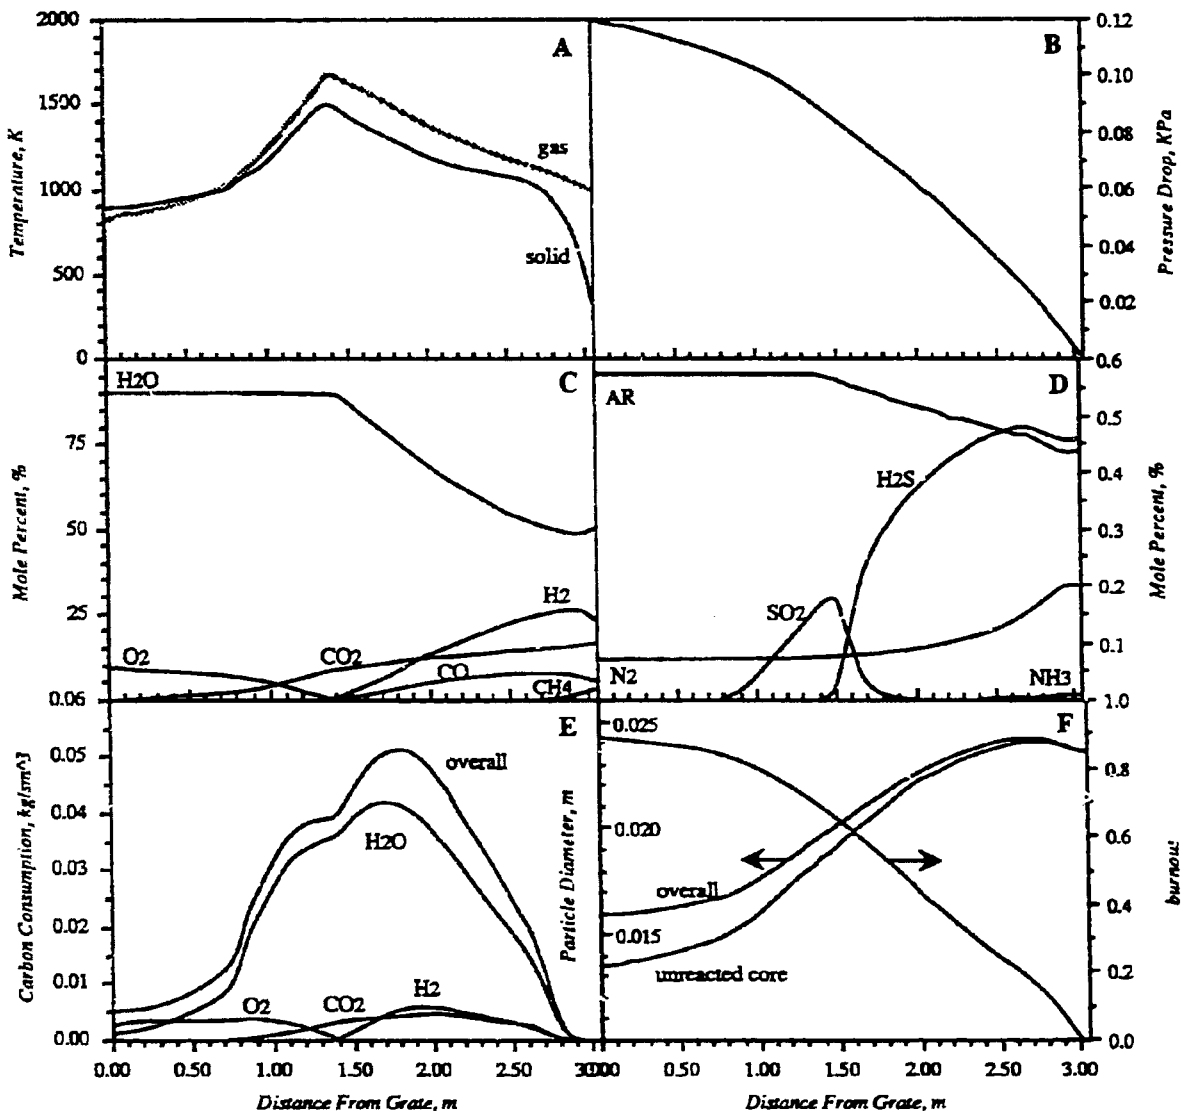 2000
1500
1000
500
0
Temperature, K
A
gas
solid
B
0.12
0.10
0.08
0.06
0.04
0.02
Pressure Drop, KPa
H2O
75
50
25
Mole Percent, %
C
O2
CO2
H2
CO
CH4
0.6
0.5
0.4
0.3
0.2
0.1
Mole Percent, %
D
AR
H2S
SO2
N2
NH3
0.06
0.05
0.04
0.03
0.02
0.01
0.00
Carbon Consumption, kg/sm^3
E
overall
H2O
O2
CO2
H2
0.00
0.50
1.00
1.50
2.00
2.50
Distance From Grate, m
0.025
0.020
0.015
Particle Diameter, m
F
overall
unreacted core
1.0
0.8
0.6
0.4
0.2
0.0
0.50
1.00
1.50
2.00
2.50
3.00
Distance From Grate, m